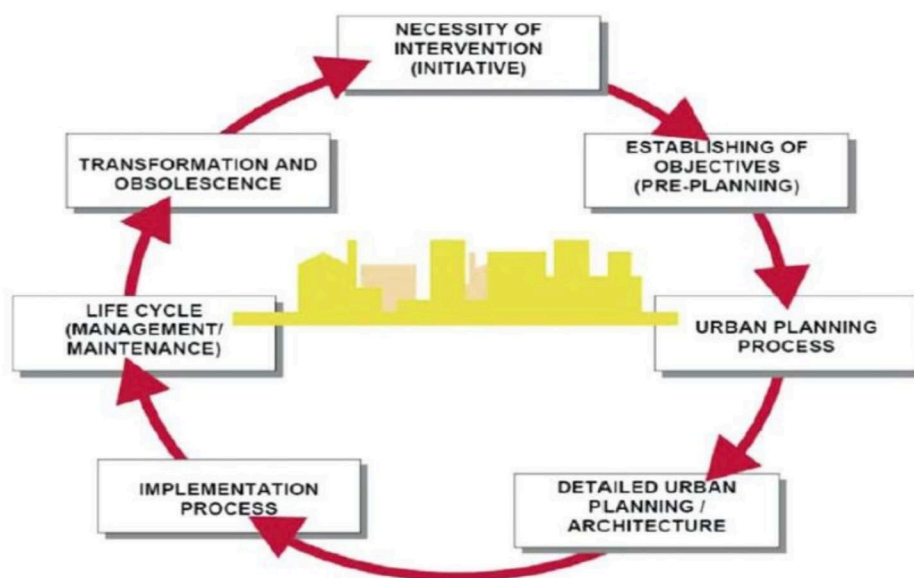 NECESSITY OF
INTERVENTION
(INITIATIVE)
ESTABLISHING OF
OBJECTIVES
(PRE-PLANNING)
URBAN PLANNING
PROCESS
DETAILED URBAN
PLANNING /
ARCHITECTURE
IMPLEMENTATION
PROCESS
LIFE CYCLE
(MANAGEMENT/
MAINTENANCE)
TRANSFORMATION AND
OBSOLESCENCE